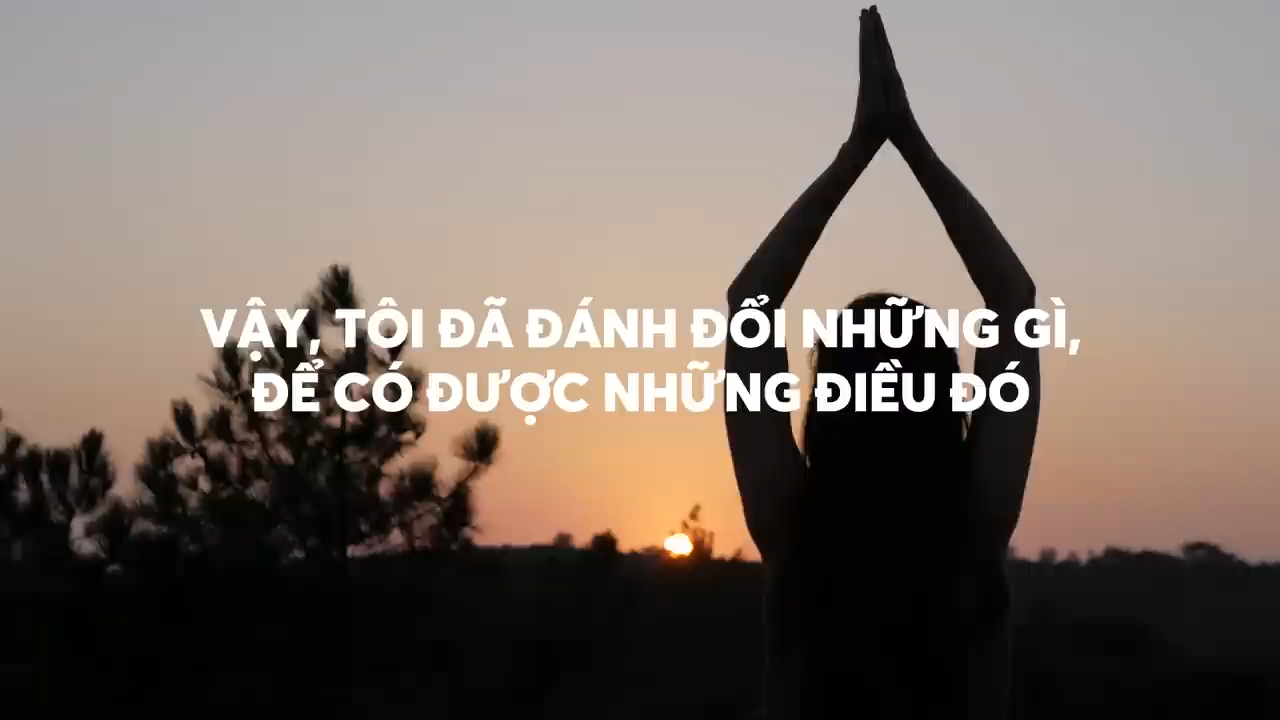 VẬY, TÔI ĐÃ ĐÁNH ĐỔI NHỮNG GÌ,
ĐỂ CÓ ĐƯỢC NHỮNG ĐIỀU ĐÓ